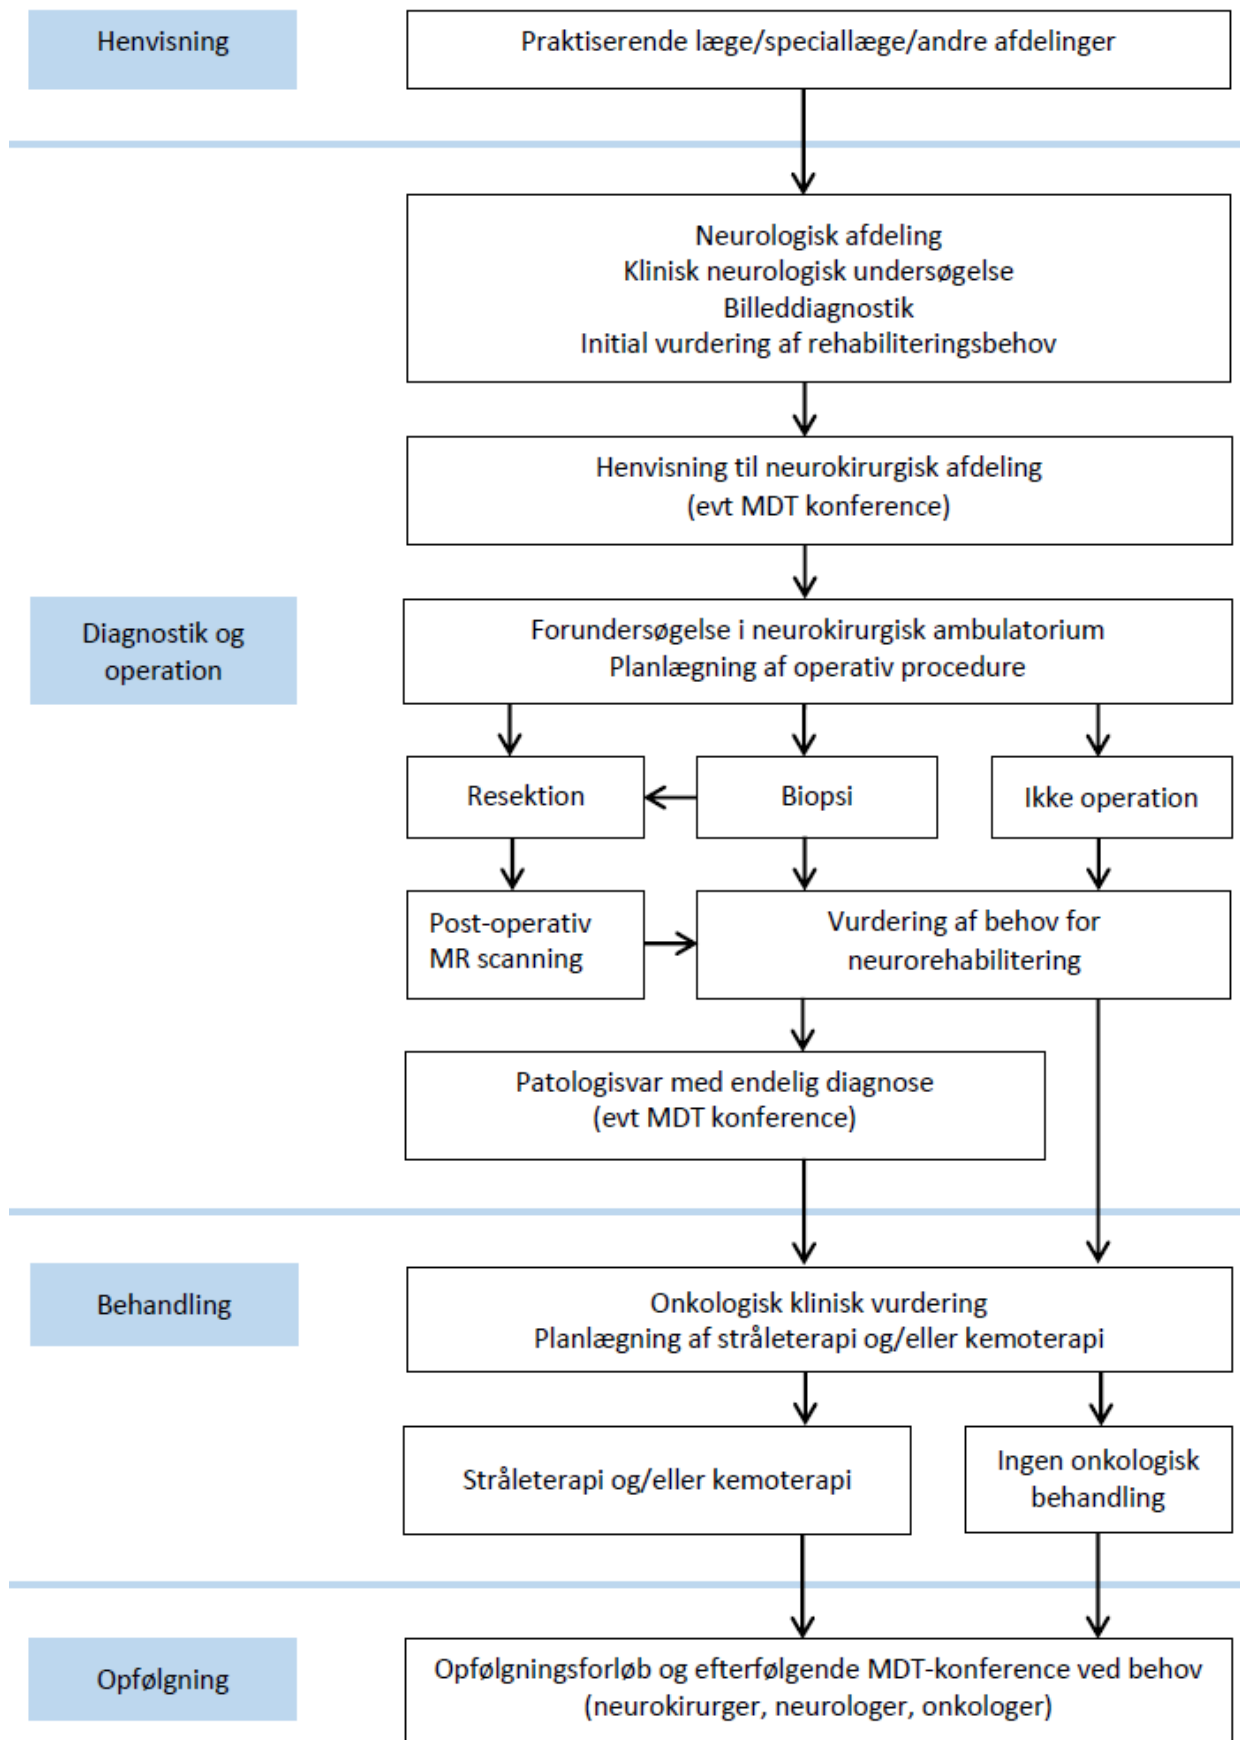 Henvisning
Praktiserende læge/speciallæge/andre afdelinger
Neurologisk afdeling
Klinisk neurologisk undersøgelse
Billeddiagnostik
Initial vurdering af rehabiliteringsbehov
Henvisning til neurokirurgisk afdeling
(evt MDT konference)
Diagnostik og
operation
Forundersøgelse i neurokirurgisk ambulatorium
Planlægning af operativ procedure
Resektion
Biopsi
Ikke operation
Post-operativ
MR scanning
Vurdering af behov for
neurorehabilitering
Patologisvar med endelig diagnose
(evt MDT konference)
Behandling
Onkologisk klinisk vurdering
Planlægning af stråleterapi og/eller kemoterapi
Stråleterapi og/eller kemoterapi
Ingen onkologisk
behandling
Opfølgning
Opfølgningsforløb og efterfølgende MDT-konference ved behov
(neurokirurger, neurologer, onkologer)